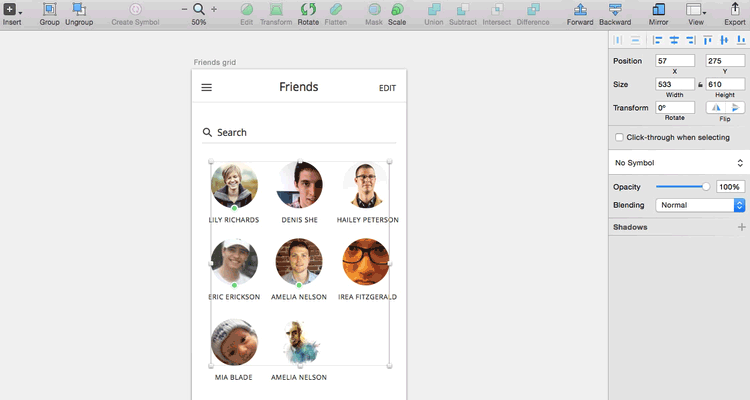 Insert Group Ungroup Create Symbol 50% Edit Transform Rotate Flatten Mask Scale Union Subtract Intersect Difference Forward Backward Mirror View Export
Friends grid
Friends EDIT
Search
LILY RICHARDS DENIS SHE HAILEY PETERSON
ERIC ERICKSON AMELIA NELSON IREA FITZGERALD
MIA BLADE AMELIA NELSON
Position 57 275
X Y
Size 533 610
Width Height
Transform 0°
Rotate Flip
Click-through when selecting
No Symbol
Opacity 100%
Blending Normal
Shadows